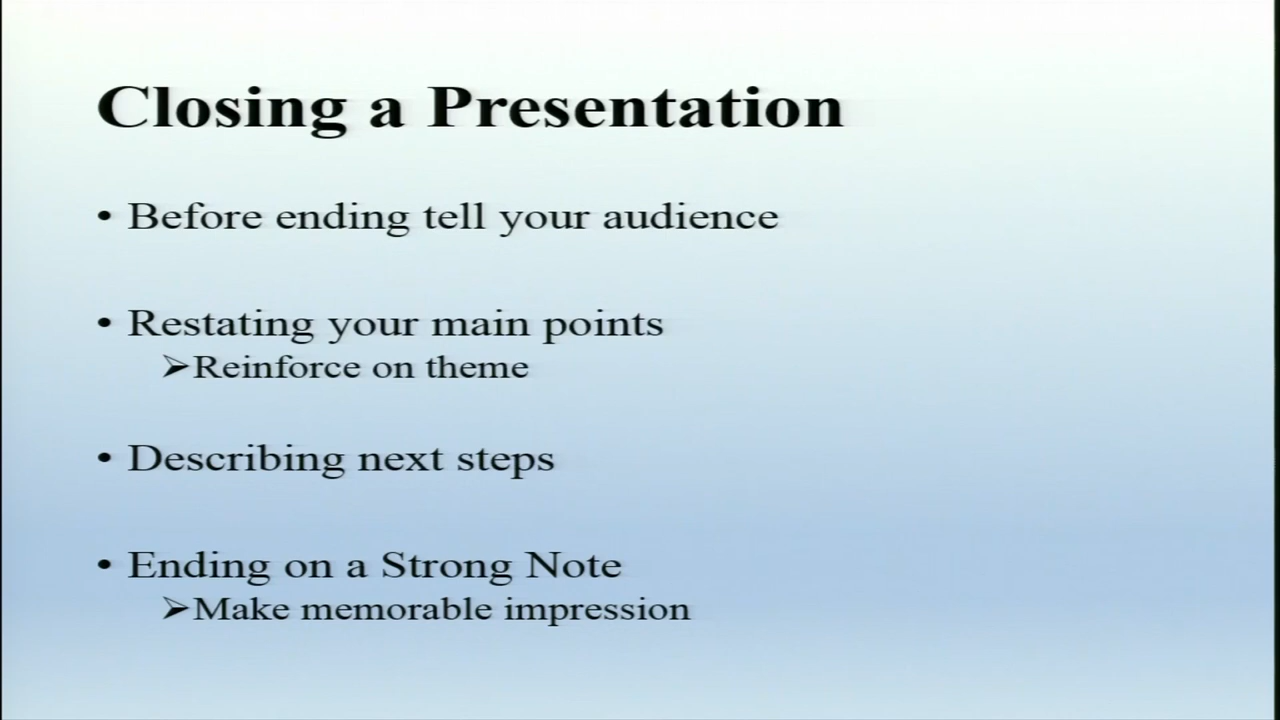 Closing a Presentation
• Before ending tell your audience
• Restating your main points
➢Reinforce on theme
• Describing next steps
• Ending on a Strong Note
➢Make memorable impression